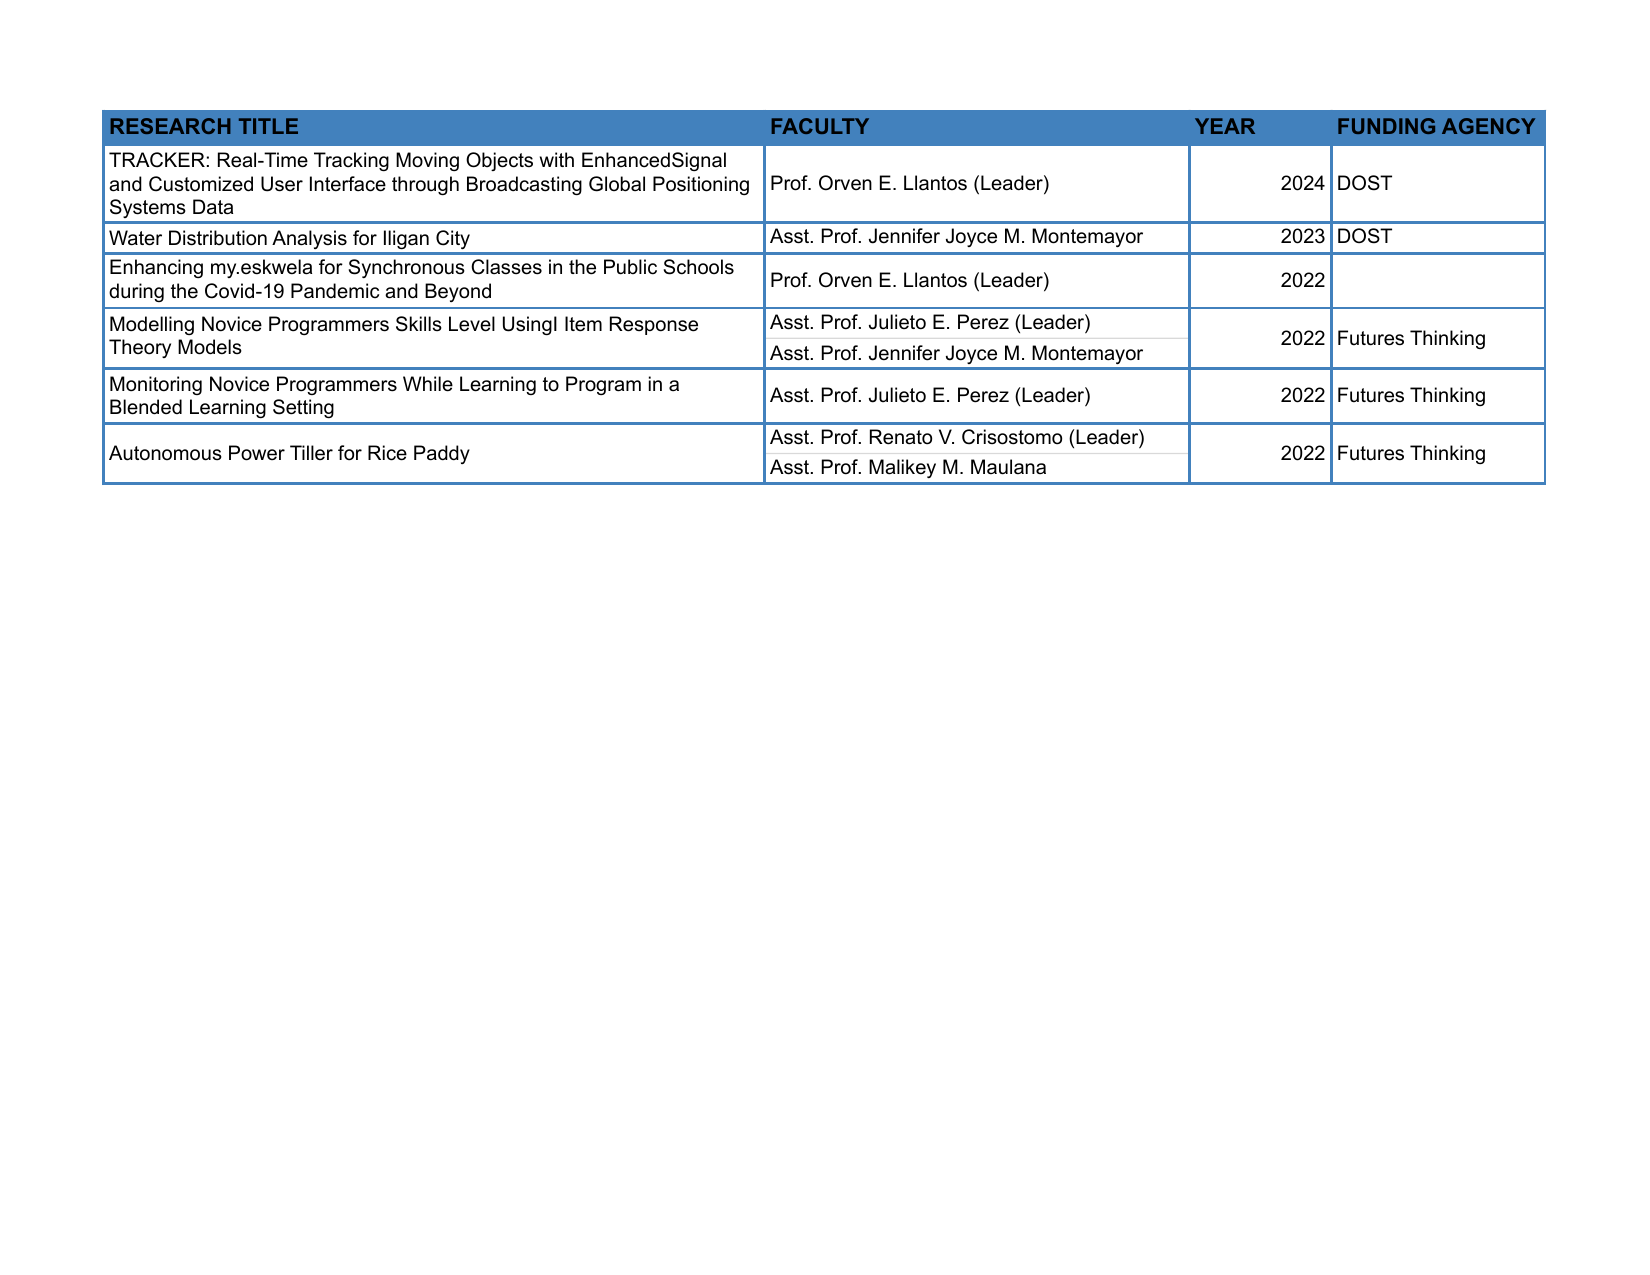 RESEARCH TITLE FACULTY YEAR FUNDING AGENCY
TRACKER: Real-Time Tracking Moving Objects with EnhancedSignal
and Customized User Interface through Broadcasting Global Positioning
Systems Data
Prof. Orven E. Llantos (Leader) 2024 DOST
Water Distribution Analysis for Iligan City Asst. Prof. Jennifer Joyce M. Montemayor 2023 DOST
Enhancing my.eskwela for Synchronous Classes in the Public Schools
during the Covid-19 Pandemic and Beyond
Prof. Orven E. Llantos (Leader) 2022
Modelling Novice Programmers Skills Level UsingI Item Response
Theory Models
Asst. Prof. Julieto E. Perez (Leader)
Asst. Prof. Jennifer Joyce M. Montemayor
2022 Futures Thinking
Monitoring Novice Programmers While Learning to Program in a
Blended Learning Setting
Asst. Prof. Julieto E. Perez (Leader) 2022 Futures Thinking
Autonomous Power Tiller for Rice Paddy
Asst. Prof. Renato V. Crisostomo (Leader)
Asst. Prof. Malikey M. Maulana
2022 Futures Thinking